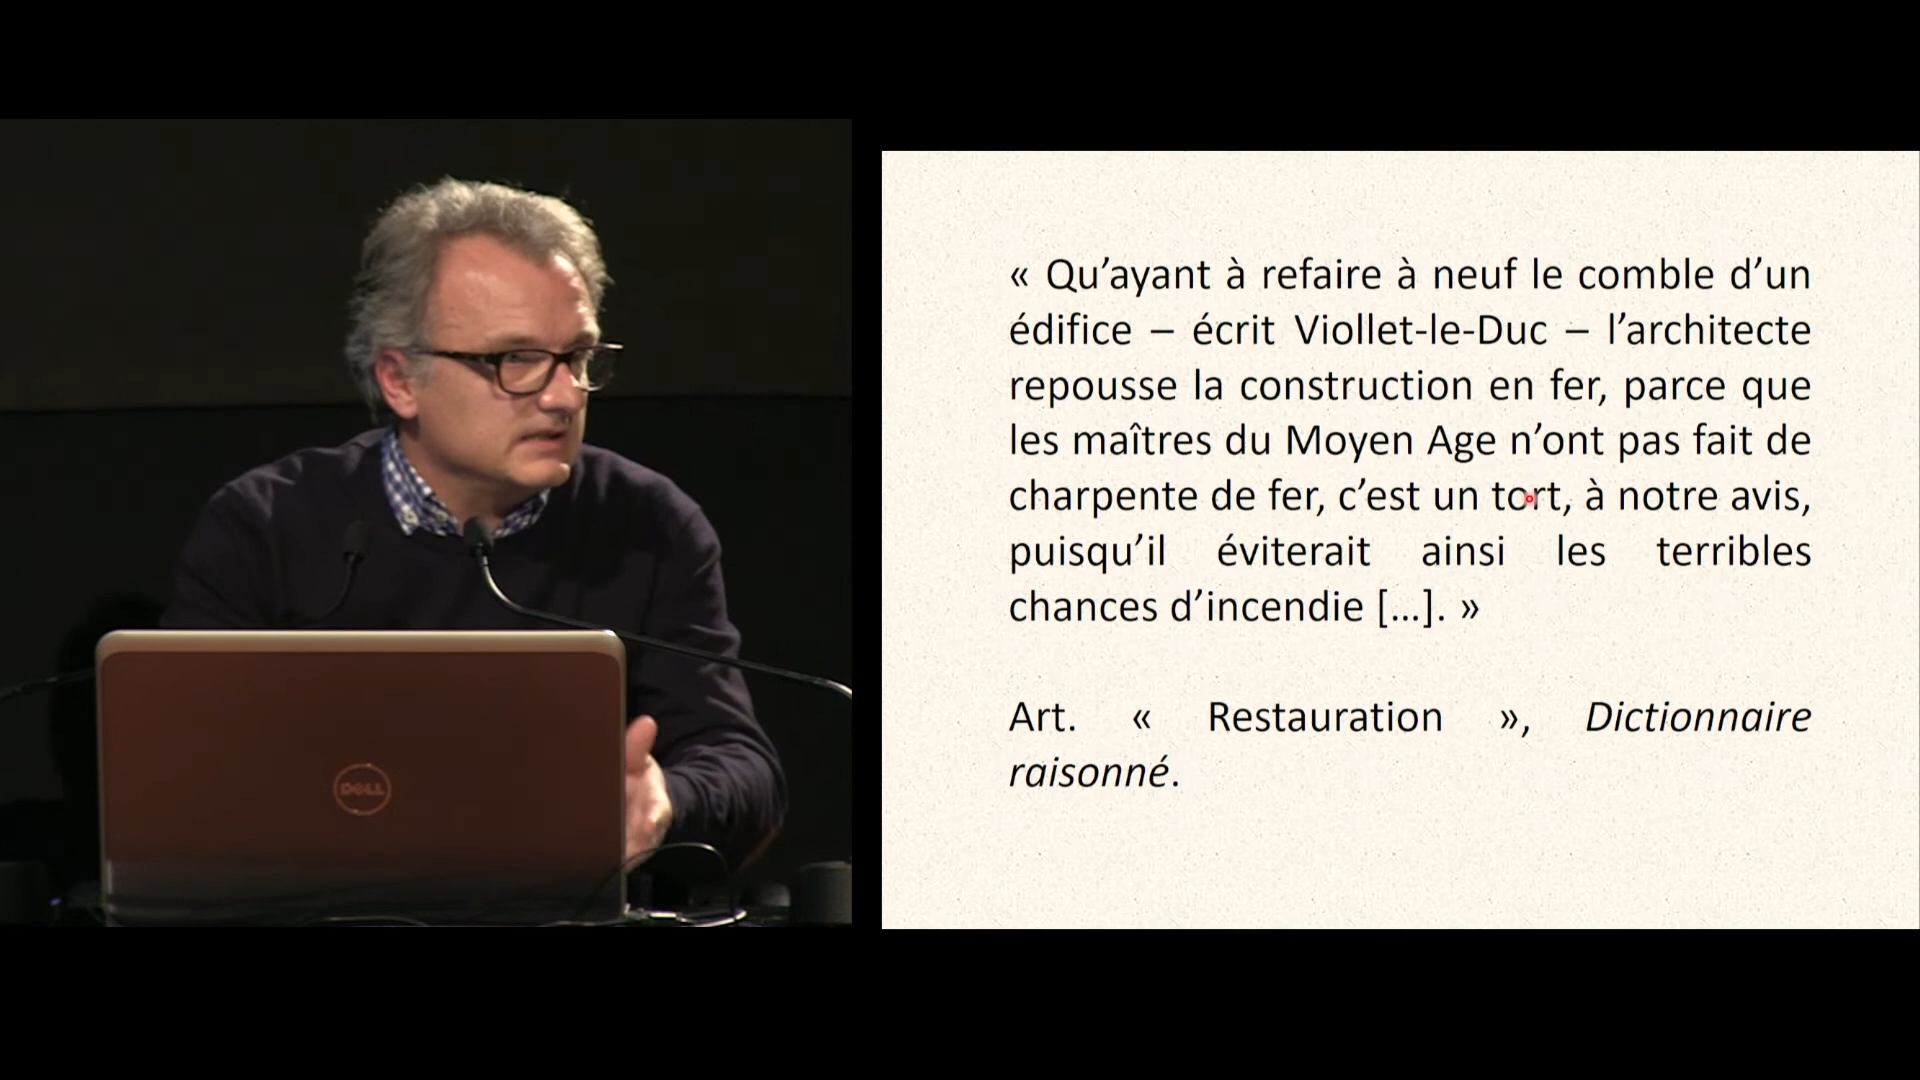 « Qu’ayant à refaire à neuf le comble d’un
édifice – écrit Viollet-le-Duc – l’architecte
repousse la construction en fer, parce que
les maîtres du Moyen Age n’ont pas fait de
charpente de fer, c’est un tort, à notre avis,
puisqu’il éviterait ainsi les terribles
chances d’incendie [...]. »
Art. « Restauration », Dictionnaire
raisonné.
DELL